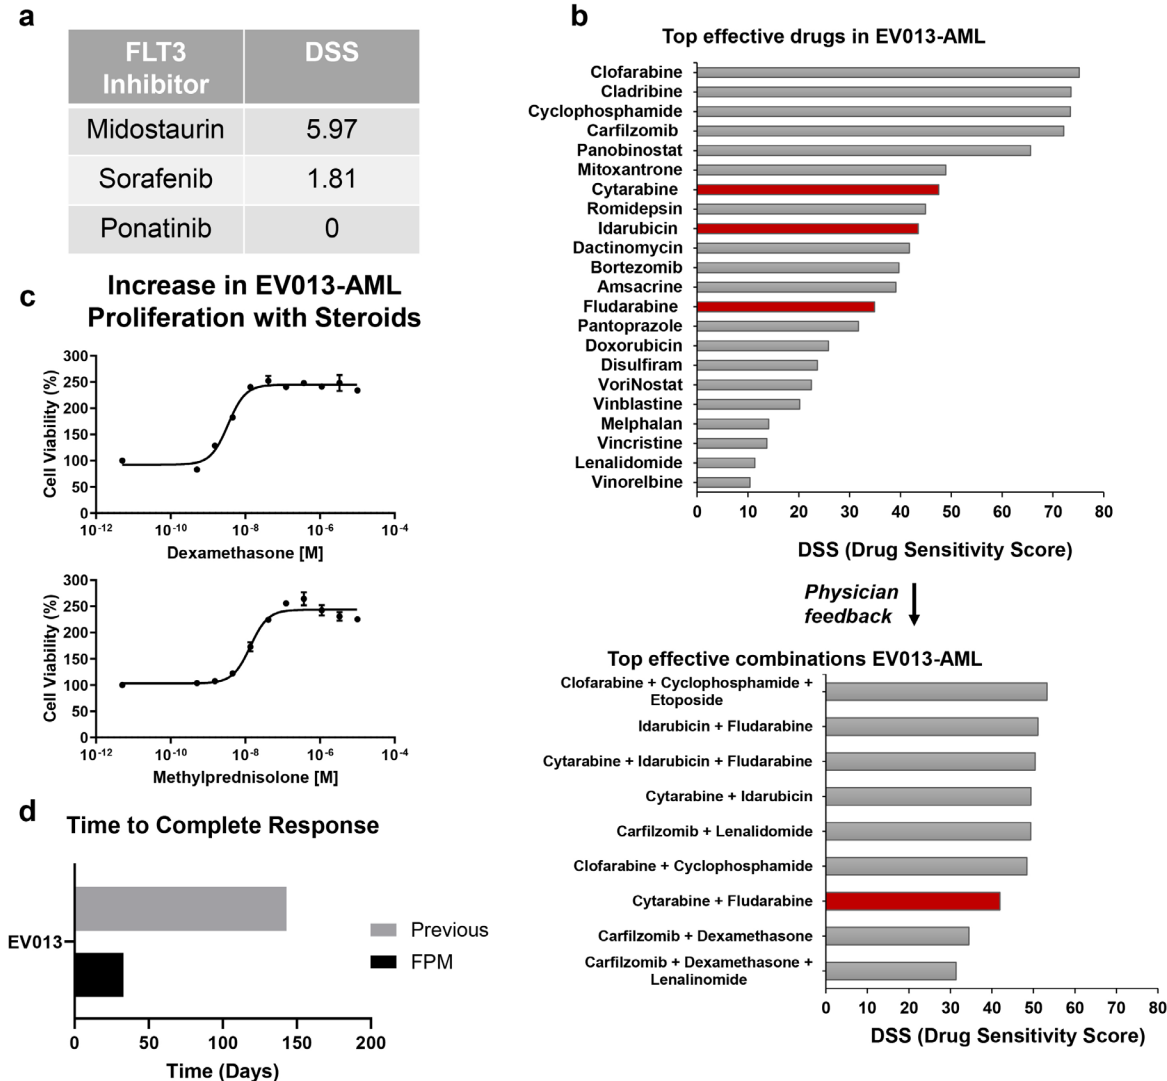 a
FLT3
Inhibitor
DSS
Midostaurin 5.97
Sorafenib 1.81
Ponatinib 0
b
Top effective drugs in EV013-AML
Clofarabine
Cladribine
Cyclophosphamide
Carfilzomib
Panobinostat
Mitoxantrone
Cytarabine
Romidepsin
Idarubicin
Dactinomycin
Bortezomib
Amsacrine
Fludarabine
Pantoprazole
Doxorubicin
Disulfiram
VoriNostat
Vinblastine
Melphalan
Vincristine
Lenalidomide
Vinorelbine
0 10 20 30 40 50 60 70 80
DSS (Drug Sensitivity Score)
Physician
feedback
Top effective combinations EV013-AML
Clofarabine + Cyclophosphamide +
Etoposide
Idarubicin + Fludarabine
Cytarabine + Idarubicin + Fludarabine
Cytarabine + Idarubicin
Carfilzomib + Lenalidomide
Clofarabine + Cyclophosphamide
Cytarabine + Fludarabine
Carfilzomib + Dexamethasone
Carfilzomib + Dexamethasone +
Lenalinomide
0 10 20 30 40 50 60 70 80
DSS (Drug Sensitivity Score)
c
Increase in EV013-AML
Proliferation with Steroids
Cell Viability (%)
300
250
200
150
100
50
0
10⁻¹² 10⁻¹⁰ 10⁻⁸ 10⁻⁶ 10⁻⁴
Dexamethasone [M]
Cell Viability (%)
300
250
200
150
100
50
0
10⁻¹² 10⁻¹⁰ 10⁻⁸ 10⁻⁶ 10⁻⁴
Methylprednisolone [M]
d
Time to Complete Response
EV013
Previous
FPM
0 50 100 150 200
Time (Days)